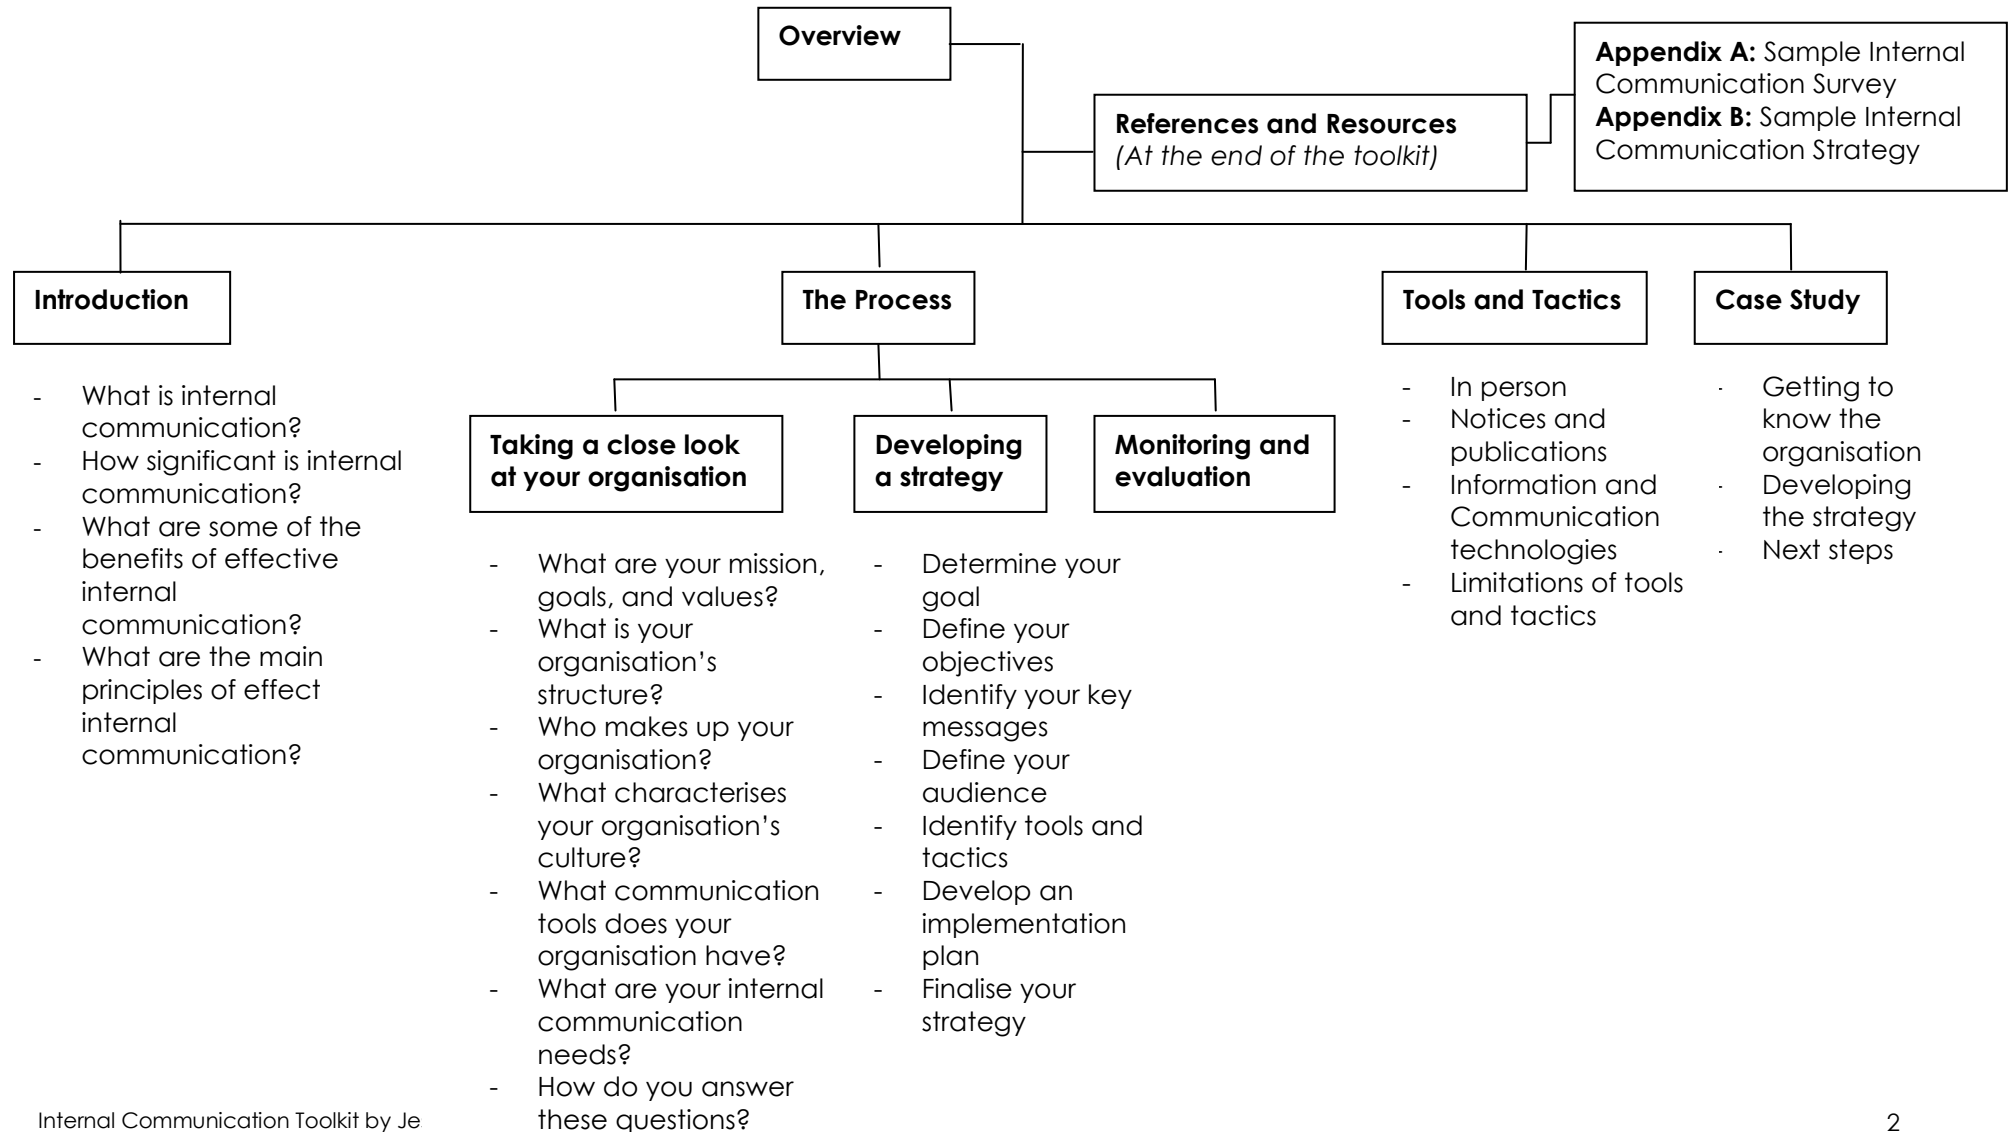 Overview
References and Resources
(At the end of the toolkit)
Appendix A: Sample Internal
Communication Survey
Appendix B: Sample Internal
Communication Strategy
Introduction
- What is internal
communication?
- How significant is internal
communication?
- What are some of the
benefits of effective
internal
communication?
- What are the main
principles of effect
internal
communication?
The Process
Taking a close look
at your organisation
- What are your mission,
goals, and values?
- What is your
organisation's
structure?
- Who makes up your
organisation?
- What characterises
your organisation's
culture?
- What communication
tools does your
organisation have?
- What are your internal
communication
needs?
- How do you answer
these questions?
Developing
a strategy
- Determine your
goal
- Define your
objectives
- Identify your key
messages
- Define your
audience
- Identify tools and
tactics
- Develop an
implementation
plan
- Finalise your
strategy
Monitoring and
evaluation
Tools and Tactics
- In person
- Notices and
publications
- Information and
Communication
technologies
- Limitations of tools
and tactics
Case Study
- Getting to
know the
organisation
- Developing
the strategy
- Next steps
Internal Communication Toolkit by Je
2